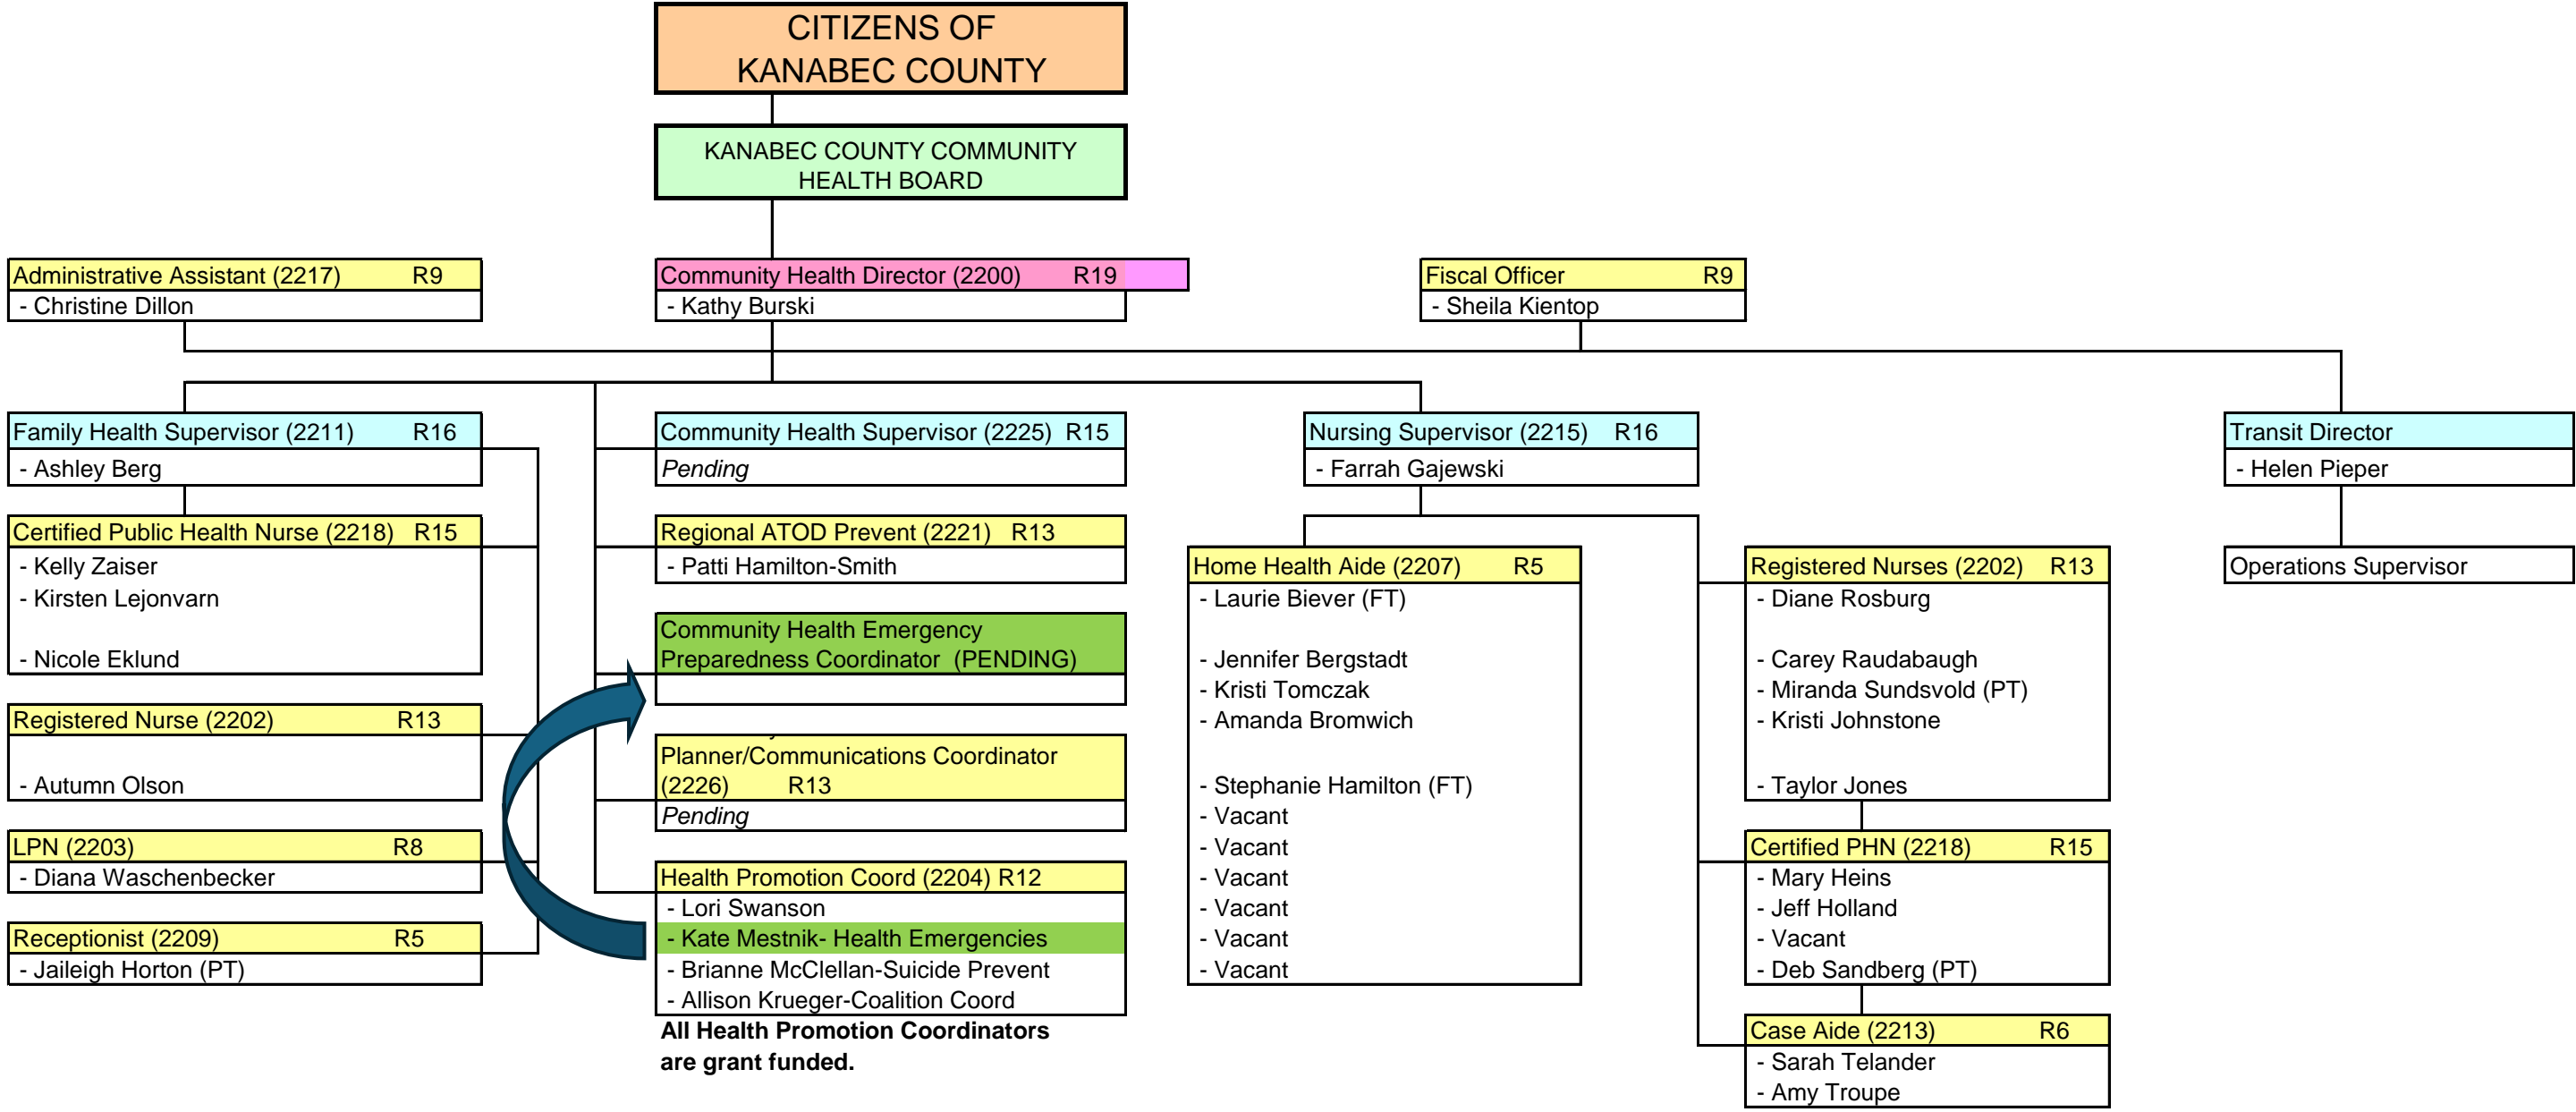 CITIZENS OF
KANABEC COUNTY
KANABEC COUNTY COMMUNITY
HEALTH BOARD
Administrative Assistant (2217) R9
- Christine Dillon
Community Health Director (2200) R19
- Kathy Burski
Fiscal Officer R9
- Sheila Kientop
Family Health Supervisor (2211) R16
- Ashley Berg
Certified Public Health Nurse (2218) R15
- Kelly Zaiser
- Kirsten Lejonvarn
- Nicole Eklund
Registered Nurse (2202) R13
- Autumn Olson
LPN (2203) R8
- Diana Waschenbecker
Receptionist (2209) R5
- Jaileigh Horton (PT)
Community Health Supervisor (2225) R15
Pending
Regional ATOD Prevent (2221) R13
- Patti Hamilton-Smith
Community Health Emergency
Preparedness Coordinator (PENDING)
Planner/Communications Coordinator
(2226) R13
Pending
Health Promotion Coord (2204) R12
- Lori Swanson
- Kate Mestnik- Health Emergencies
- Brianne McClellan-Suicide Prevent
- Allison Krueger-Coalition Coord
All Health Promotion Coordinators
are grant funded.
Nursing Supervisor (2215) R16
- Farrah Gajewski
Home Health Aide (2207) R5
- Laurie Biever (FT)
- Jennifer Bergstadt
- Kristi Tomczak
- Amanda Bromwich
- Stephanie Hamilton (FT)
- Vacant
- Vacant
- Vacant
- Vacant
- Vacant
- Vacant
Registered Nurses (2202) R13
- Diane Rosburg
- Carey Raudabaugh
- Miranda Sundsvold (PT)
- Kristi Johnstone
- Taylor Jones
Certified PHN (2218) R15
- Mary Heins
- Jeff Holland
- Vacant
- Deb Sandberg (PT)
Case Aide (2213) R6
- Sarah Telander
- Amy Troupe
Transit Director
- Helen Pieper
Operations Supervisor